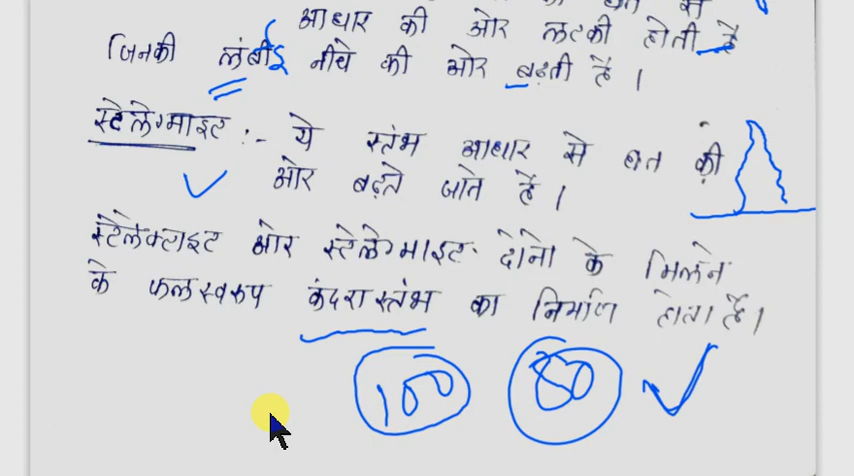 आधार की ओर लटकी होती है
जिनकी लंबाई नीचे की ओर बढ़ती है।
स्टेलेग्माइट :- ये स्तंभ आधार से छत की
ओर बढ़ते जाते है।
स्टेलेक्टाइट ओर स्टेलेग्माइट दोनो के मिलने
के फलस्वरूप कंदरास्तंभ का निर्माण होता है।
100 80